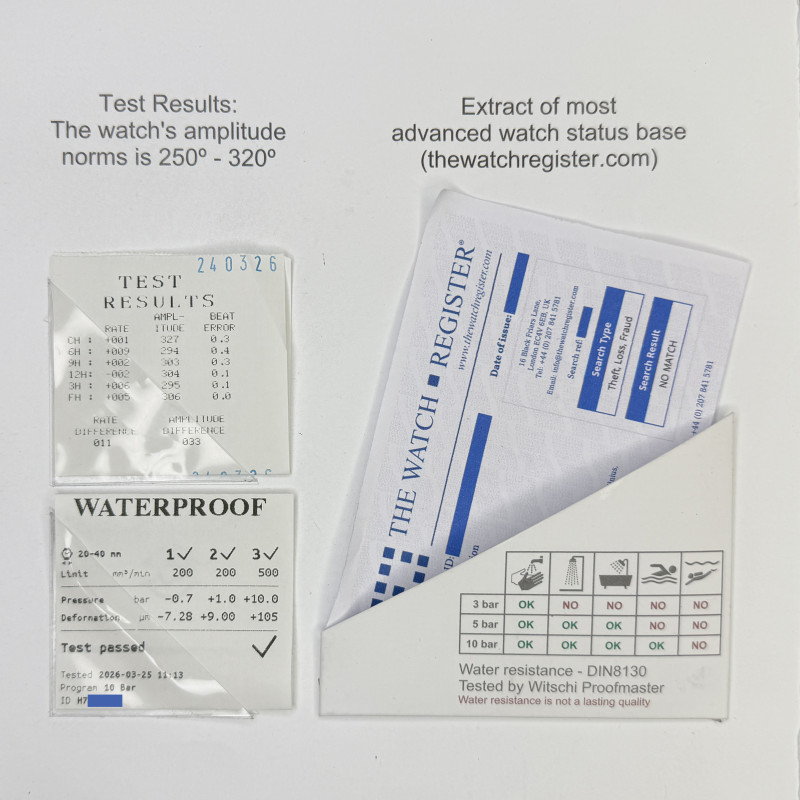 Test Results:
The watch's amplitude
norms is 250º - 320º
Extract of most
advanced watch status base
(thewatchregister.com)
240326
TEST
RESULTS
AMPL- BEAT
RATE ITUDE ERROR
CH : +001 327 0.3
6H : +009 294 0.4
9H : +002 303 0.3
12H: +002 304 0.1
3H : +006 295 0.1
FH : +005 306 0.0
RATE AMPLITUDE
DIFFERENCE DIFFERENCE
011 033
240326
WATERPROOF
20-40 mm 1✓ 2✓ 3✓
Limit mm³/min 200 200 500
Pressure bar -0.7 +1.0 +10.0
Deformation µm -7.28 +9.00 +105
Test passed ✓
Tested 2026-03-25 11:13
Program 10 Bar
ID H7
THE WATCH REGISTER®
www.thewatchregister.com
Date of issue:
16 Black Friars Lane,
London EC4V 6EB, UK
Tel: +44 (0) 207 841 5781
Email: info@thewatchregister.com
Search ref:
Search Type
Theft, Loss, Fraud
Search Result
NO MATCH
+44 (0) 207 841 5781
ID:
3 bar OK NO NO NO NO
5 bar OK OK OK NO NO
10 bar OK OK OK OK NO
Water resistance - DIN8130
Tested by Witschi Proofmaster
Water resistance is not a lasting quality